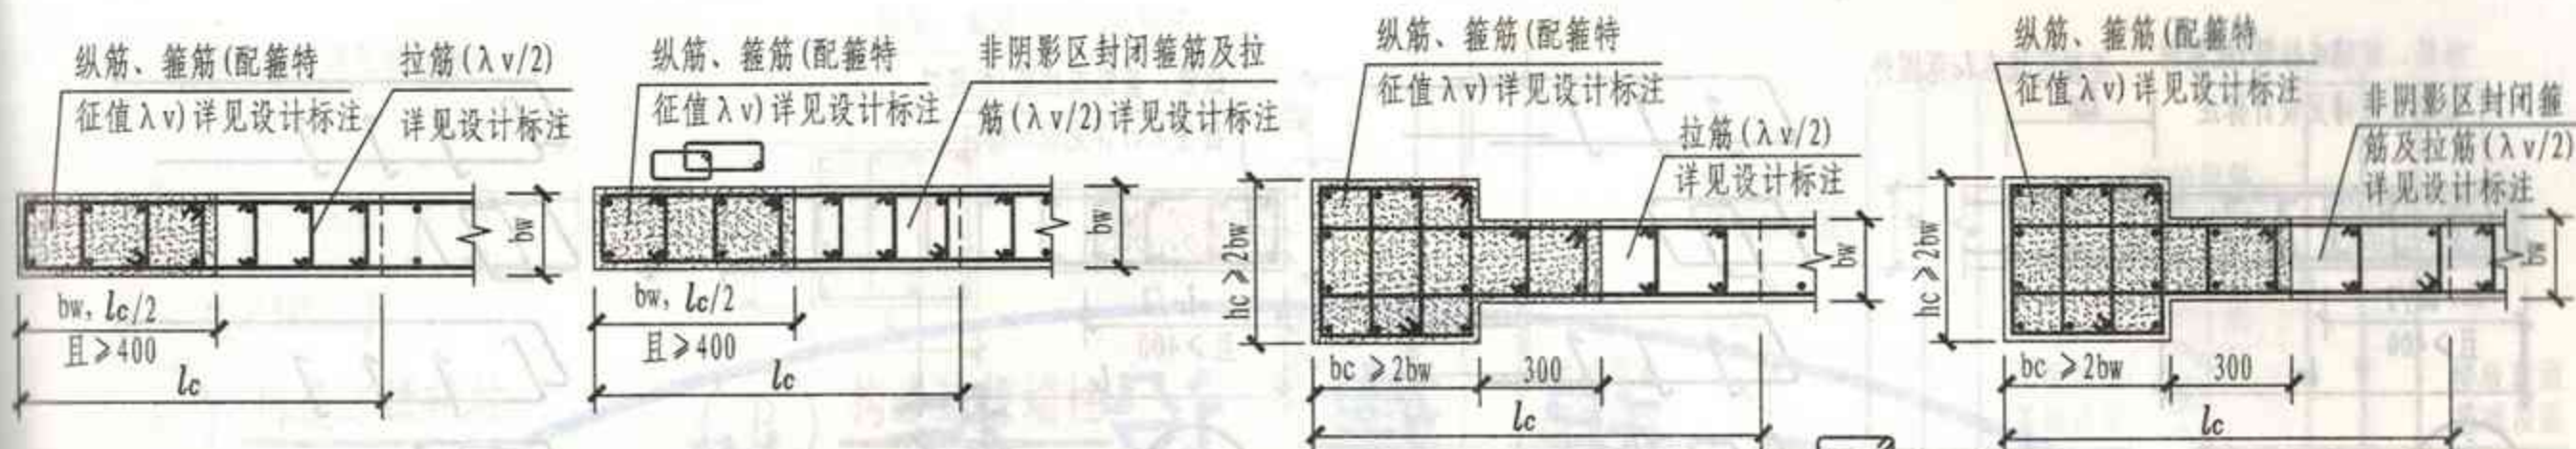 纵筋、箍筋(配箍特
征值λv)详见设计标注
拉筋(λv/2)
详见设计标注
bw
bw, lc/2
且≥400
lc
纵筋、箍筋(配箍特
征值λv)详见设计标注
非阴影区封闭箍筋及拉
筋(λv/2)详见设计标注
bw
bw, lc/2
且≥400
lc
纵筋、箍筋(配箍特
征值λv)详见设计标注
拉筋(λv/2)
详见设计标注
hc≥2bw
bw
bc≥2bw
300
lc
纵筋、箍筋(配箍特
征值λv)详见设计标注
非阴影区封闭箍
筋及拉筋(λv/2)
详见设计标注
hc≥2bw
bw
bc≥2bw
300
lc